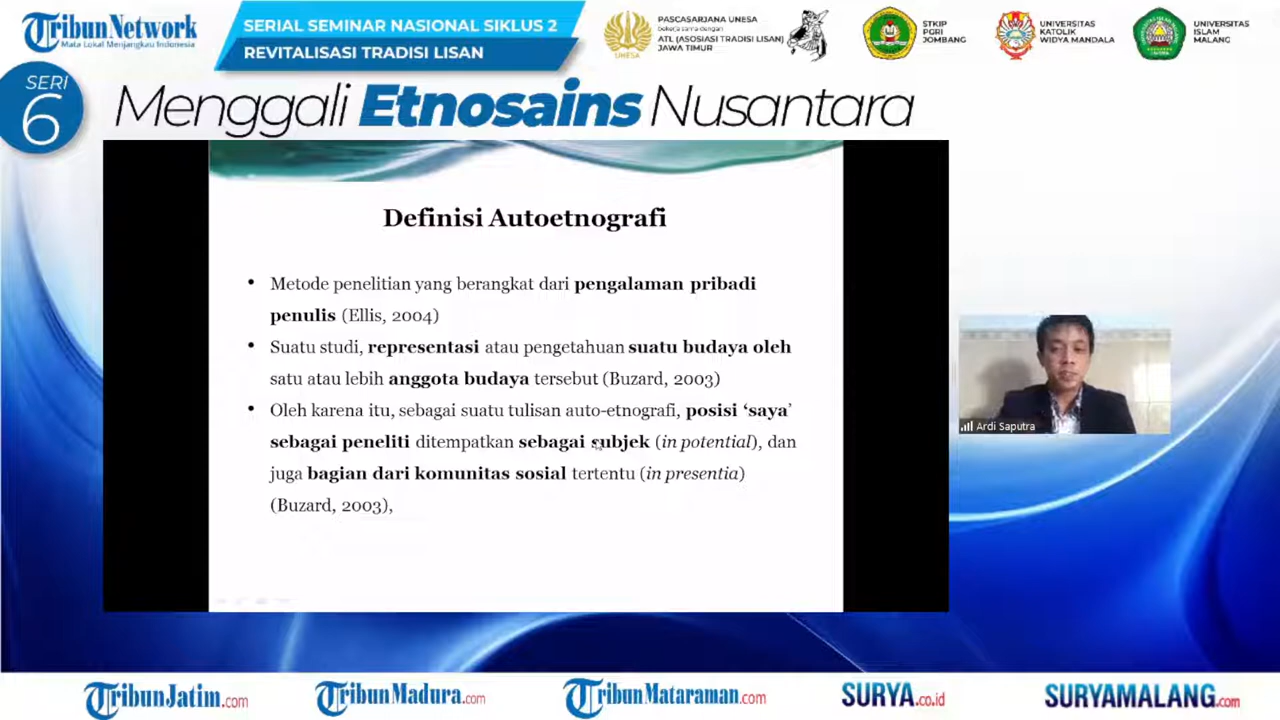 Tribun Network
Mata Lokal Menjangkau Indonesia
SERIAL SEMINAR NASIONAL SIKLUS 2
REVITALISASI TRADISI LISAN
UNESA
PASCASARJANA UNESA
bekerja sama dengan
ATL (ASOSIASI TRADISI LISAN)
JAWA TIMUR
STKIP
PGRI
JOMBANG
UNIVERSITAS
KATOLIK
WIDYA MANDALA
UNIVERSITAS
ISLAM
MALANG
SERI
6
Menggali Etnosains Nusantara
Definisi Autoetnografi
• Metode penelitian yang berangkat dari pengalaman pribadi
penulis (Ellis, 2004)
• Suatu studi, representasi atau pengetahuan suatu budaya oleh
satu atau lebih anggota budaya tersebut (Buzard, 2003)
• Oleh karena itu, sebagai suatu tulisan auto-etnografi, posisi ‘saya’
sebagai peneliti ditempatkan sebagai subjek (in potential), dan
juga bagian dari komunitas sosial tertentu (in presentia)
(Buzard, 2003),
Ardi Saputra
TribunJatim.com
TribunMadura.com
TribunMataraman.com
SURYA.co.id
SURYAMALANG.com